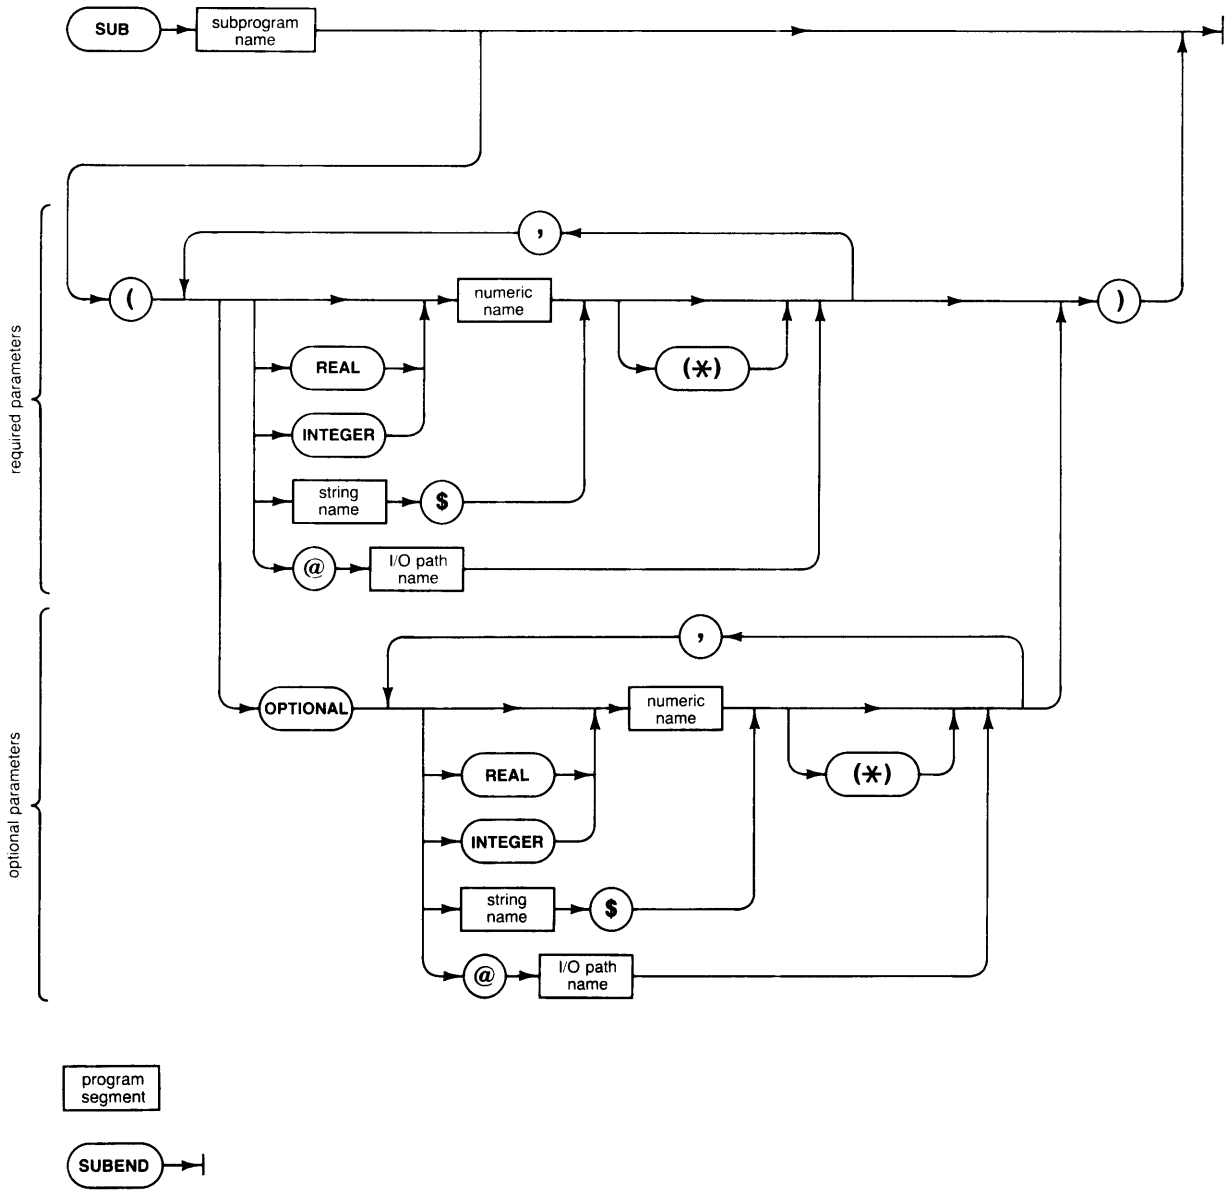 SUB
subprogram
name
,
(
numeric
name
)
REAL
(*)
INTEGER
string
name
$
@
I/O path
name
required parameters
,
OPTIONAL
numeric
name
REAL
(*)
INTEGER
string
name
$
@
I/O path
name
optional parameters
program
segment
SUBEND